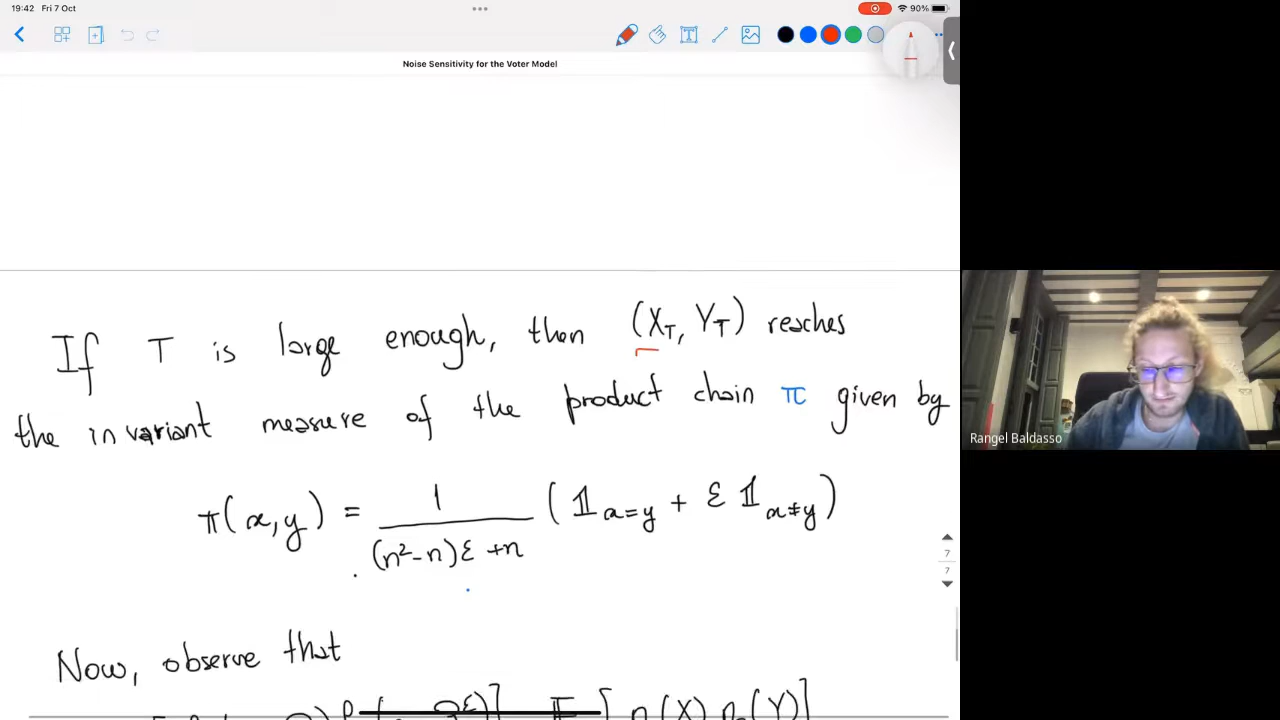 19:42 Fri 7 Oct
90%
Noise Sensitivity for the Voter Model
If T is large enough, then (X_T, Y_T) reaches
the invariant measure of the product chain π given by
π(x,y) = 1 / ((n²-n)ε +n) (𝟙_{x=y} + ε 𝟙_{x≠y})
7
7
Now, observe that
Rangel Baldasso